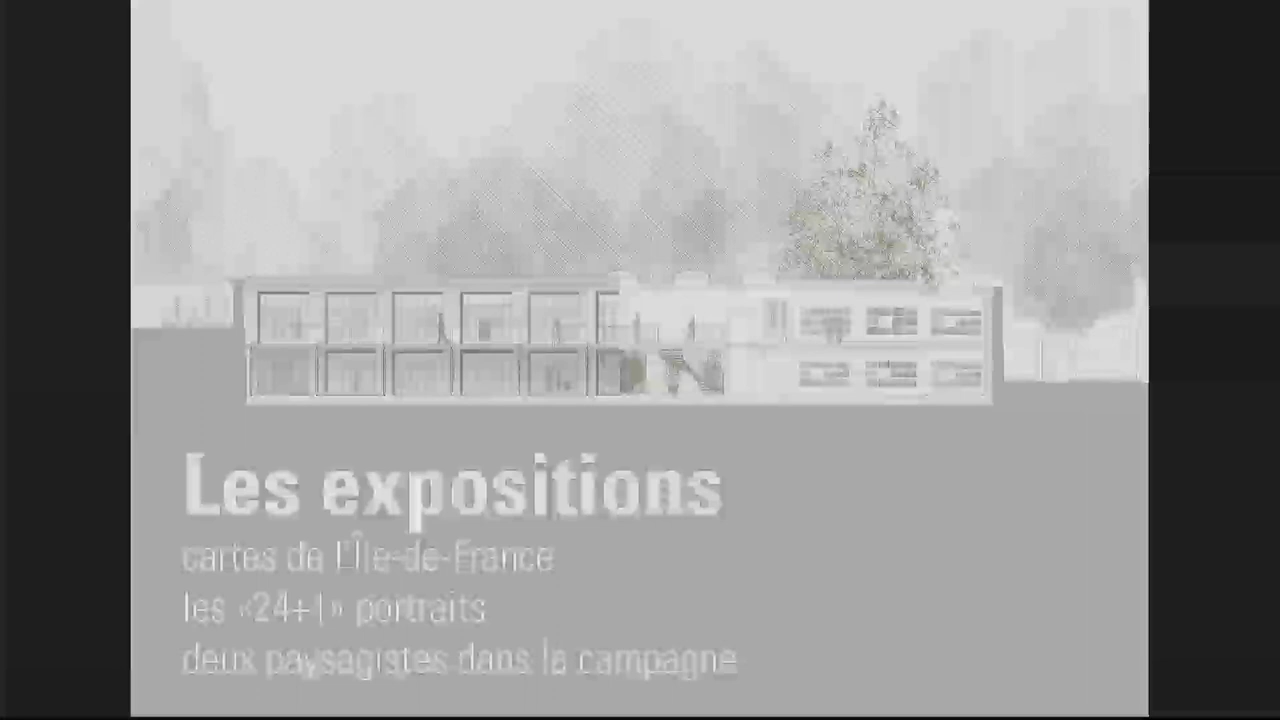 Les expositions
cartes de l'Île-de-France
les «24+1» portraits
deux paysagistes dans la campagne